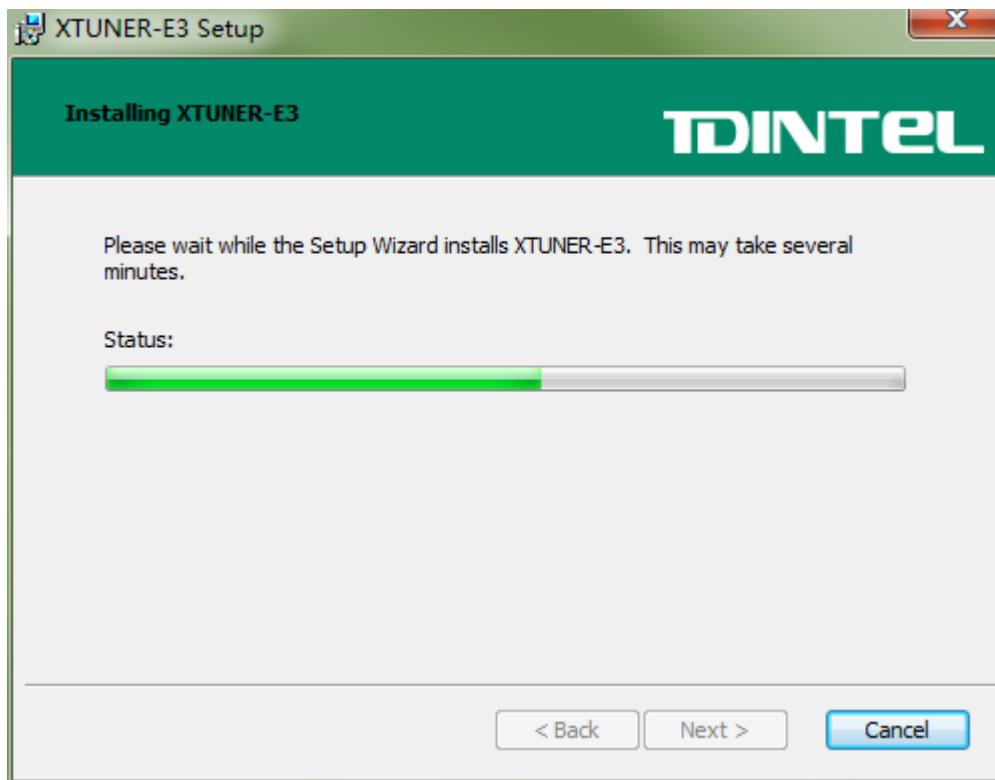 XTUNER-E3 Setup
Installing XTUNER-E3
TDINTEL
Please wait while the Setup Wizard installs XTUNER-E3. This may take several
minutes.
Status:
< Back
Next >
Cancel